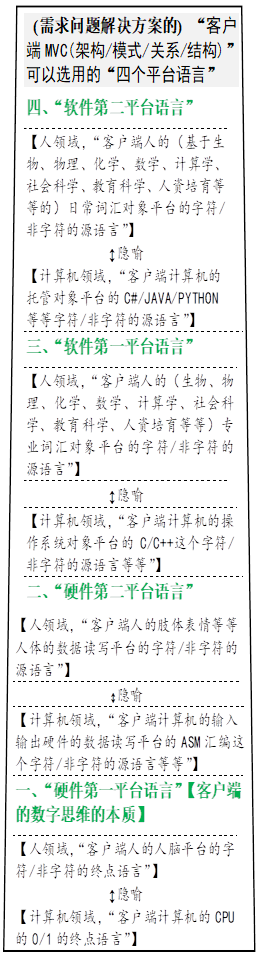 (需求问题解决方案的) “客户
端MVC(架构/模式/关系/结构)”
可以选用的“四个平台语言”
四、“软件第二平台语言”
【人领域，“客户端人的（基于生
物、物理、化学、数学、计算学、
社会科学、教育科学、人资培育等
等的）日常词汇对象平台的字符/
非字符的源语言”】
↕隐喻
【计算机领域，“客户端计算机的
托管对象平台的 C#/JAVA/PYTHON
等等字符/非字符的源语言”】
三、“软件第一平台语言”
【人领域，“客户端人的（生物、物
理、化学、数学、计算学、社会科
学、教育科学、人资培育等等）专
业词汇对象平台的字符/非字符的
源语言”】
↕隐喻
【计算机领域，“客户端计算机的操
作系统对象平台的 C/C++这个字符/
非字符的源语言等等”】
二、“硬件第二平台语言”
【人领域，“客户端人的肢体表情等等
人体的数据读写平台的字符/非字符的
源语言”】
↕隐喻
【计算机领域，“客户端计算机的输入
输出硬件的数据读写平台的 ASM 汇编这
个字符/非字符的源语言等等”】
一、“硬件第一平台语言”【客户端
的数字思维的本质】
【人领域，“客户端人的人脑平台的字
符/非字符的终点语言”】
↕隐喻
【计算机领域，“客户端计算机的 CPU
的 0/1 的终点语言”】